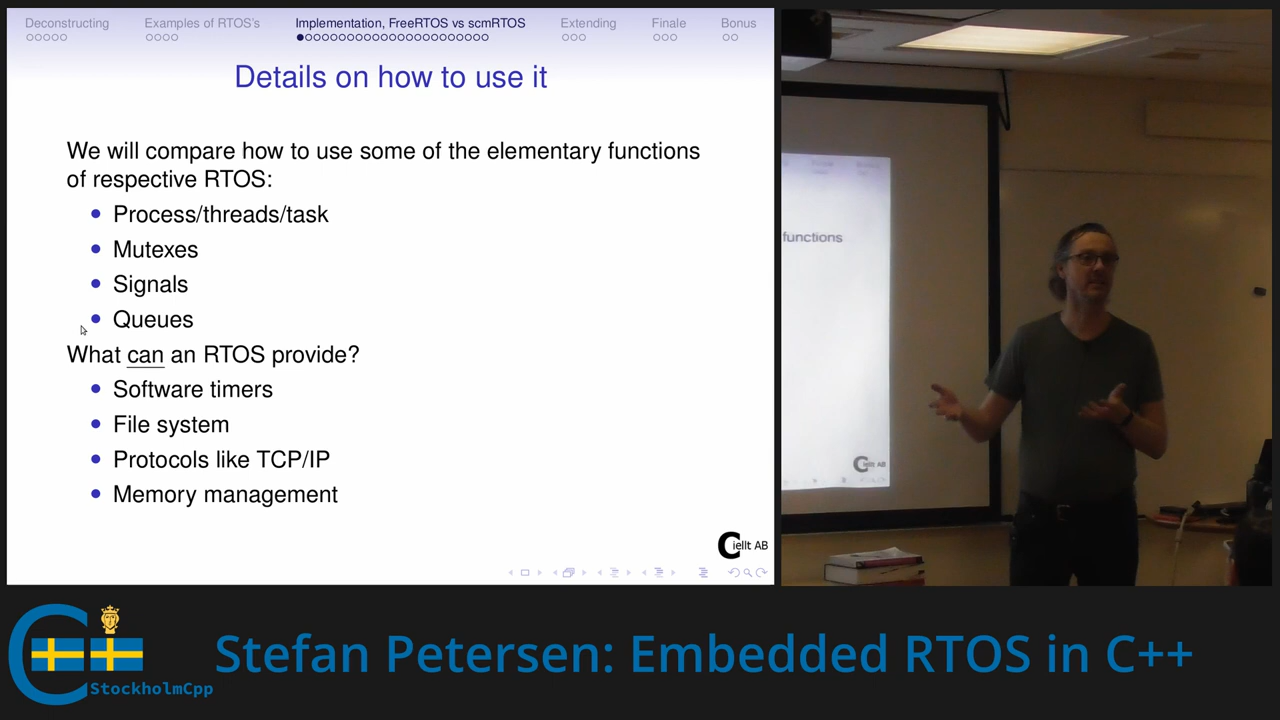 Deconstructing
Examples of RTOS's
Implementation, FreeRTOS vs scmRTOS
Extending
Finale
Bonus
Details on how to use it
We will compare how to use some of the elementary functions
of respective RTOS:
Process/threads/task
Mutexes
Signals
Queues
What can an RTOS provide?
Software timers
File system
Protocols like TCP/IP
Memory management
Ciellt AB
functions
Ciellt AB
StockholmCpp
Stefan Petersen: Embedded RTOS in C++